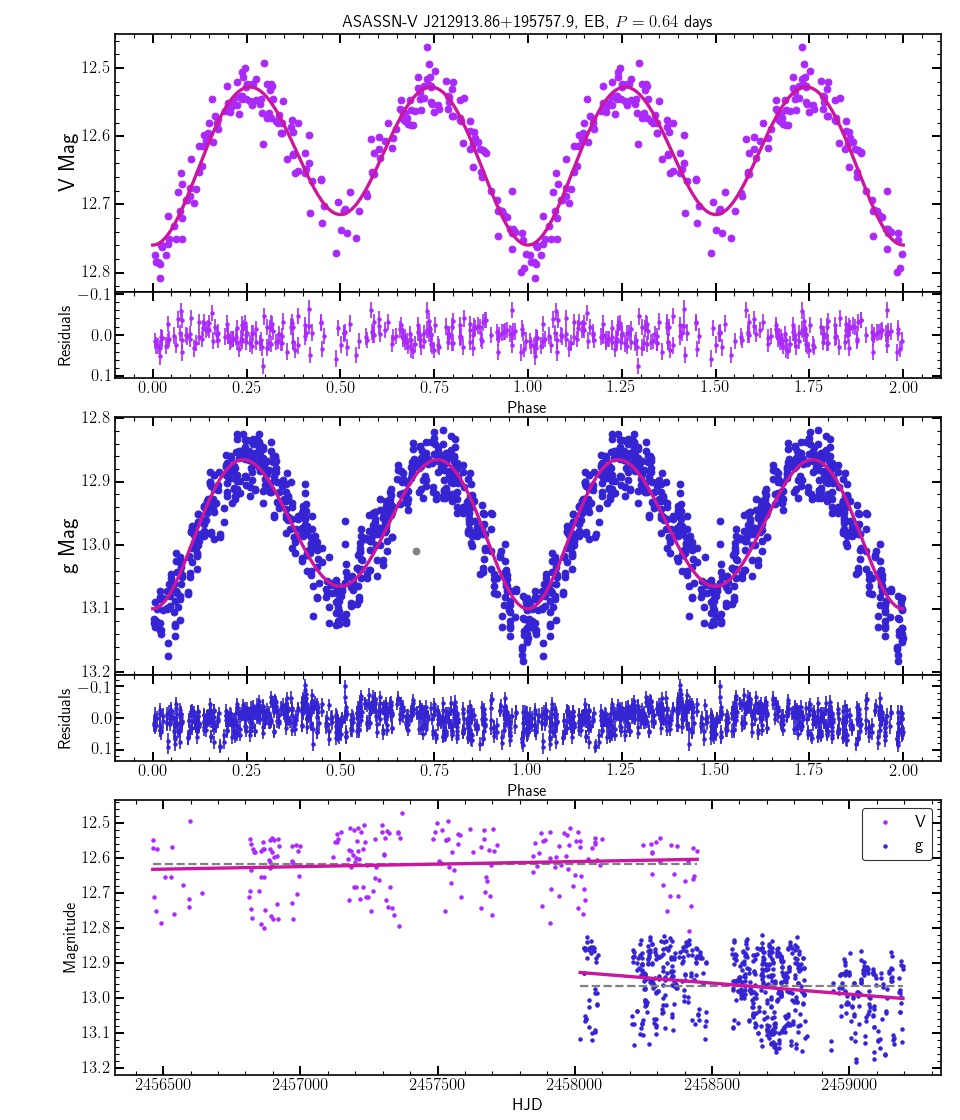 ASASSN-V J212913.86+195757.9, EB, P = 0.64 days
12.5
12.6
12.7
12.8
V Mag
−0.1
0.0
0.1
Residuals
0.00 0.25 0.50 0.75 1.00 1.25 1.50 1.75 2.00
Phase
12.8
12.9
13.0
13.1
13.2
g Mag
−0.1
0.0
0.1
Residuals
0.00 0.25 0.50 0.75 1.00 1.25 1.50 1.75 2.00
Phase
12.5
12.6
12.7
12.8
12.9
13.0
13.1
13.2
Magnitude
V
g
2456500 2457000 2457500 2458000 2458500 2459000
HJD